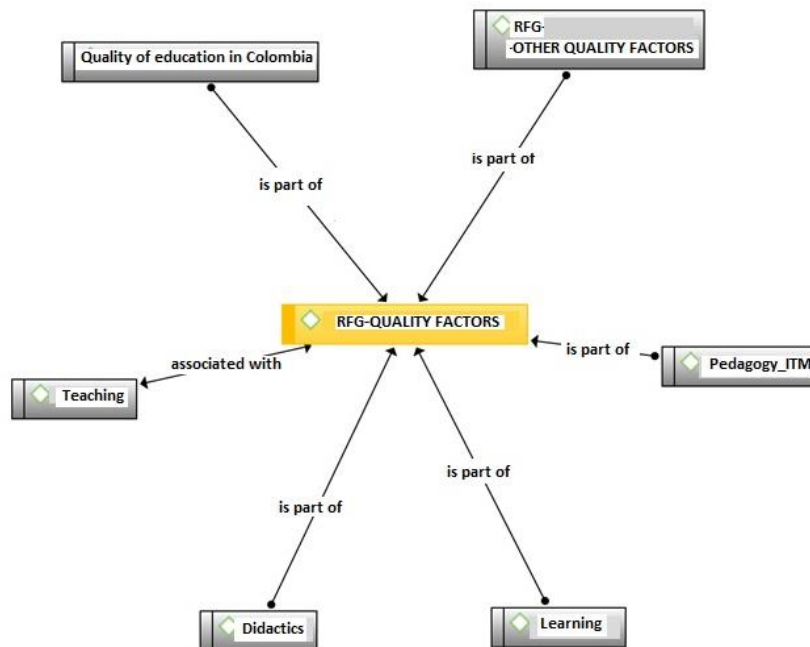 RFG-
Quality of education in Colombia
-OTHER QUALITY FACTORS
is part of
is part of
RFG-QUALITY FACTORS
is part of
associated with
Pedagogy_ITM
Teaching
is part of
is part of
Didactics
Learning